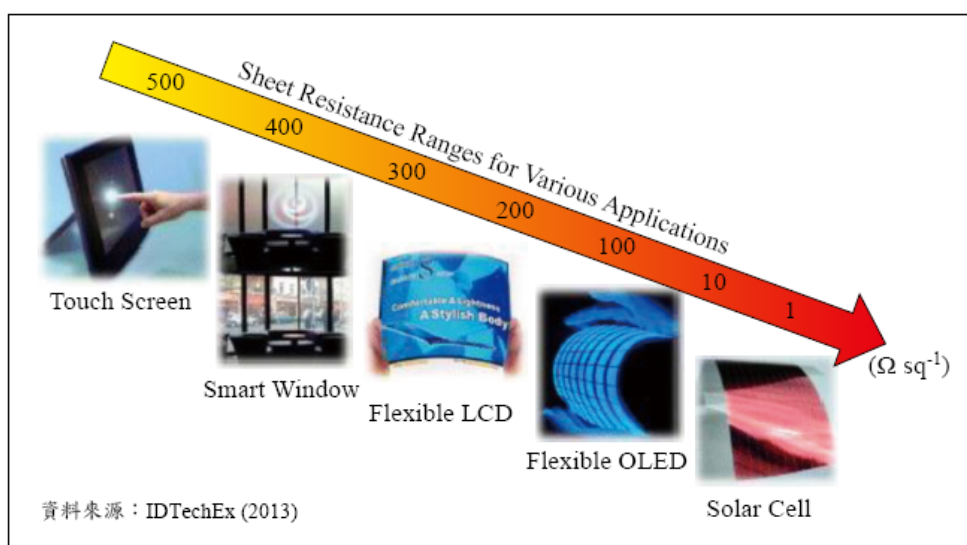 Sheet Resistance Ranges for Various Applications
500
400
300
200
100
10
1
(Ω sq⁻¹)
Touch Screen
Smart Window
Comfortable & Lightness
A Stylish Body
Flexible LCD
Flexible OLED
Solar Cell
資料來源：IDTechEx (2013)